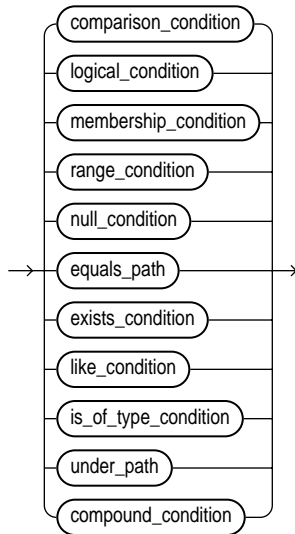 comparison_condition
logical_condition
membership_condition
range_condition
null_condition
equals_path
exists_condition
like_condition
is_of_type_condition
under_path
compound_condition